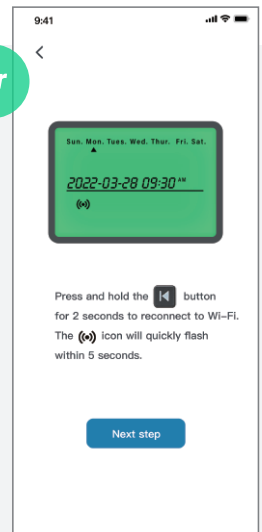 9:41
r
Sun. Mon. Tues. Wed. Thur. Fri. Sat.
2022-03-28 09:30 AM
Press and hold the button
for 2 seconds to reconnect to Wi-Fi.
The icon will quickly flash
within 5 seconds.
Next step